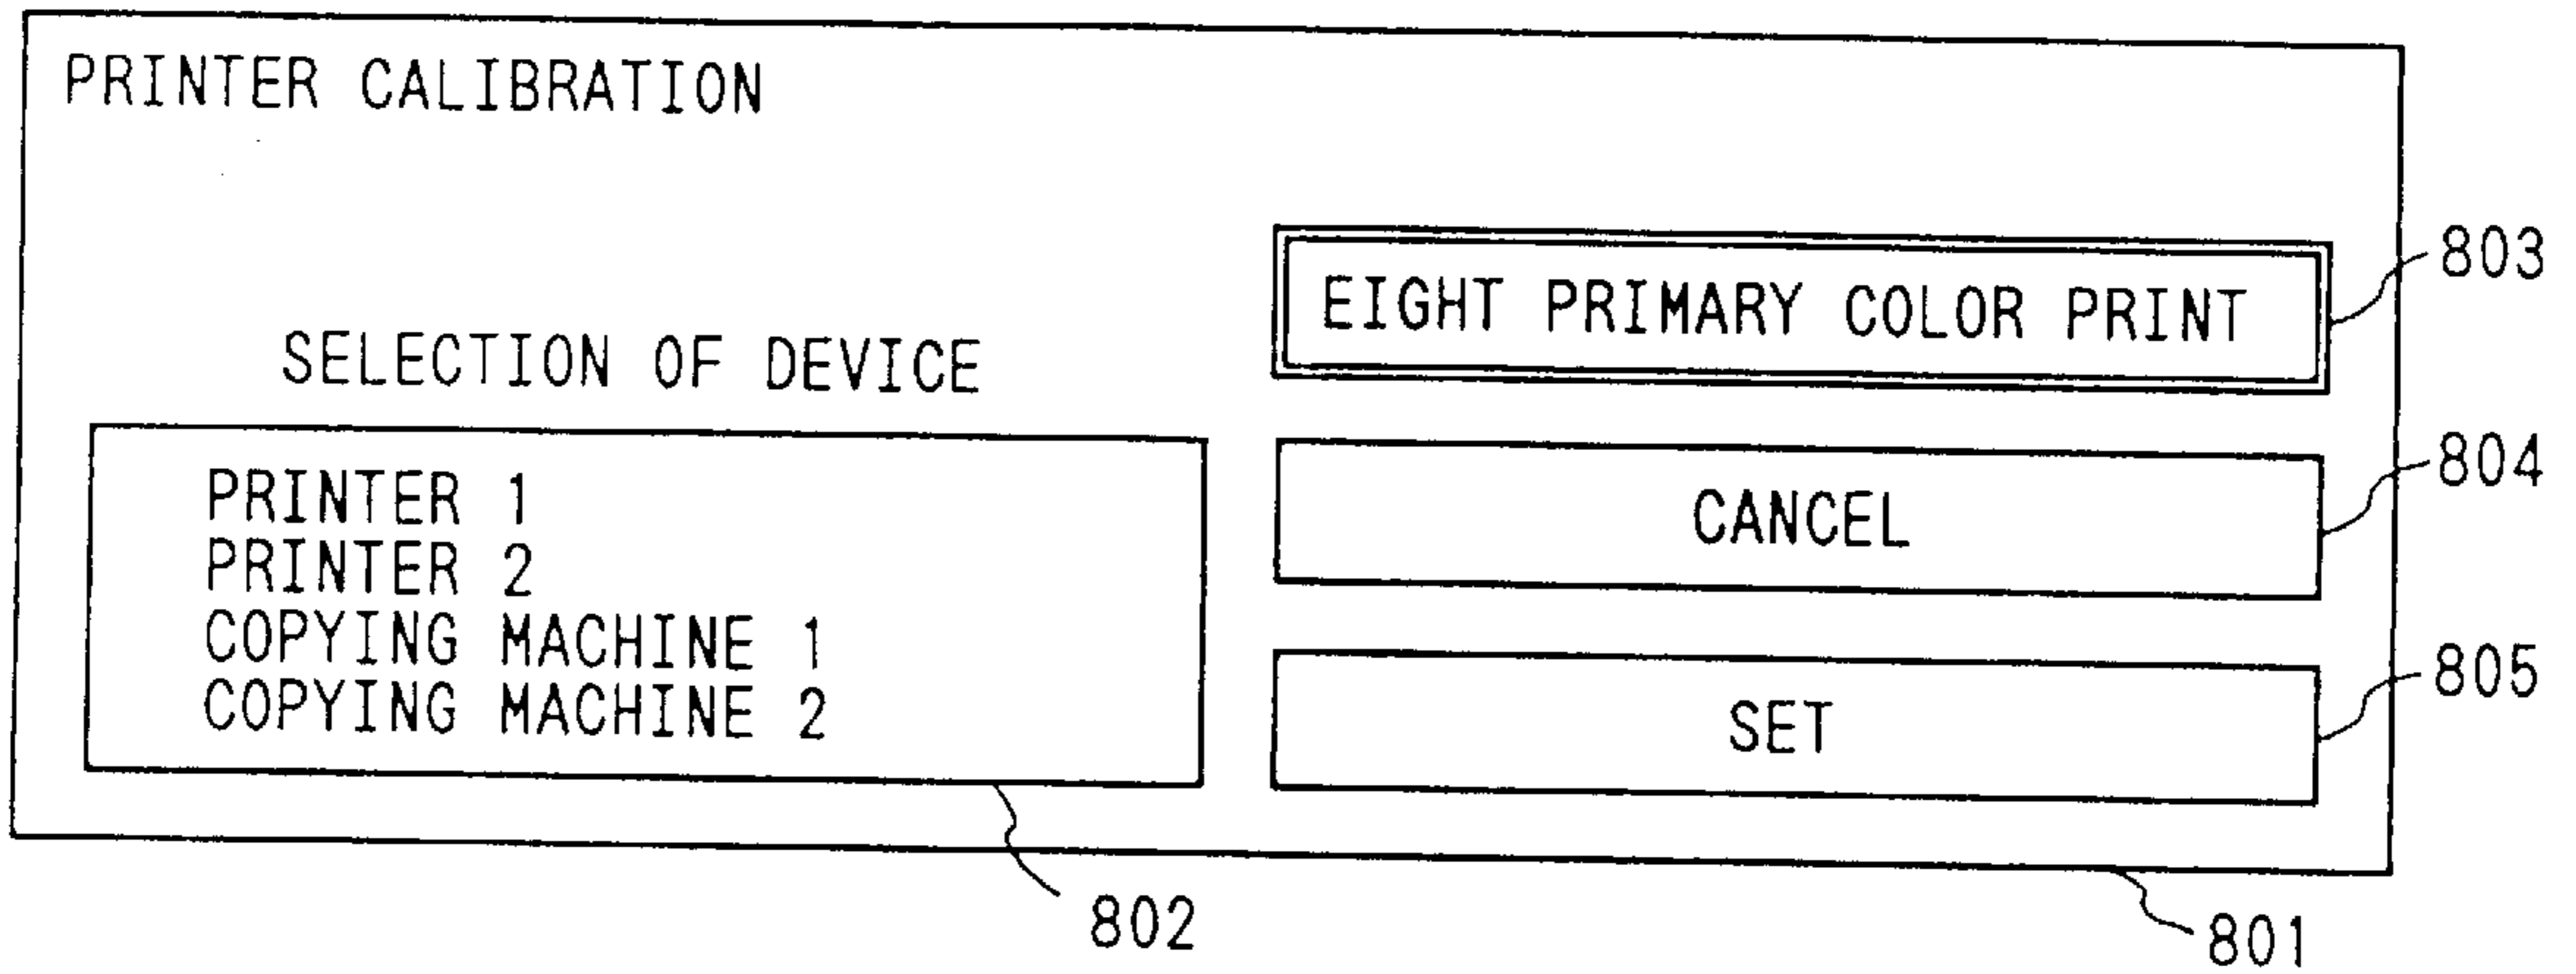 PRINTER CALIBRATION
SELECTION OF DEVICE
PRINTER 1
PRINTER 2
COPYING MACHINE 1
COPYING MACHINE 2
802
EIGHT PRIMARY COLOR PRINT
803
CANCEL
804
SET
805
801